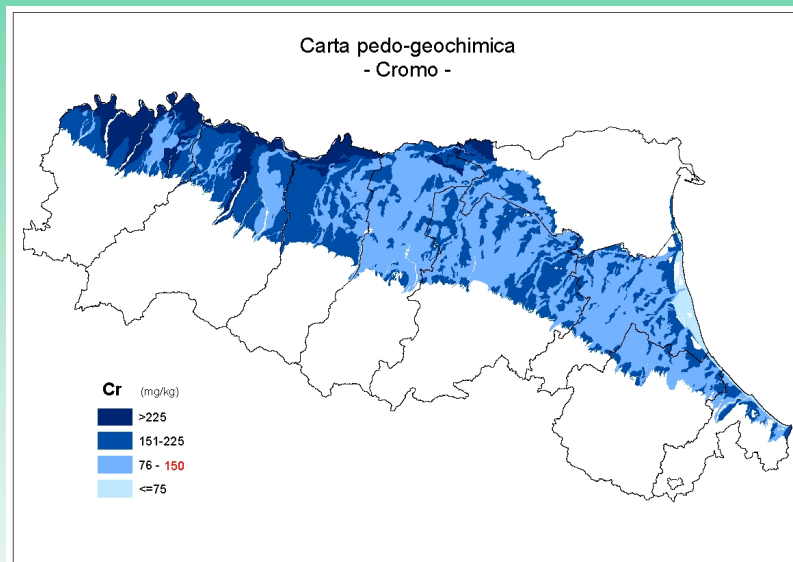 Carta pedo-geochimica
- Cromo -
Cr (mg/kg)
>225
151-225
76 - 150
<=75